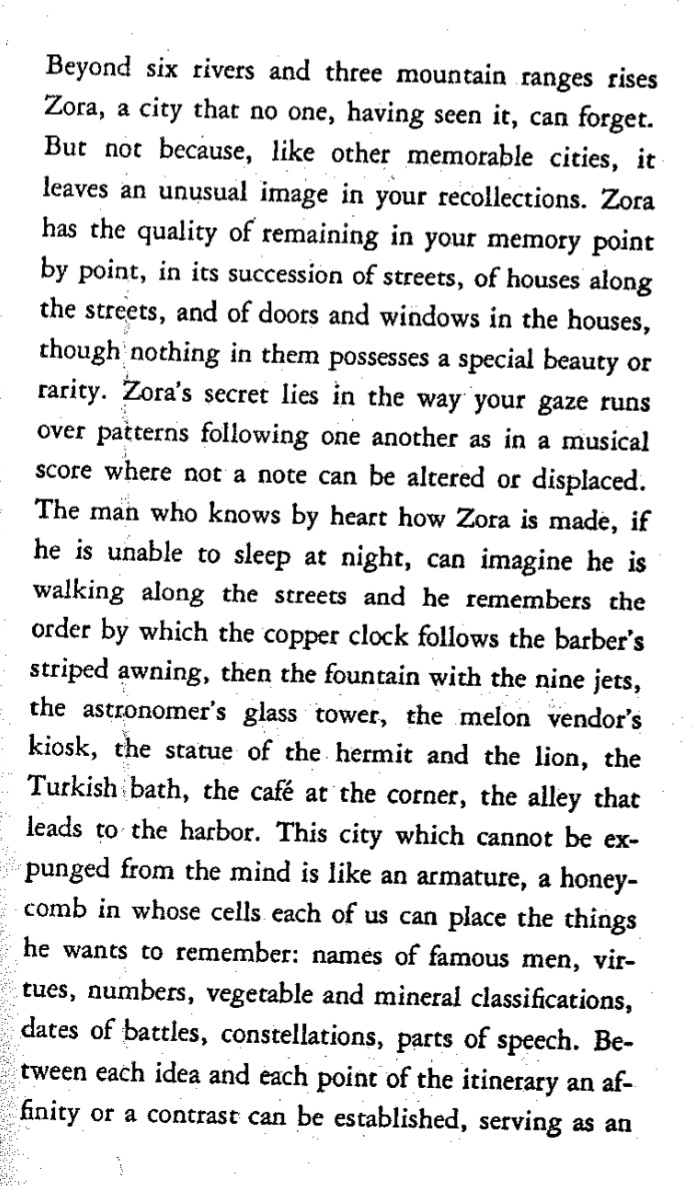 Beyond six rivers and three mountain ranges rises
Zora, a city that no one, having seen it, can forget.
But not because, like other memorable cities, it
leaves an unusual image in your recollections. Zora
has the quality of remaining in your memory point
by point, in its succession of streets, of houses along
the streets, and of doors and windows in the houses,
though nothing in them possesses a special beauty or
rarity. Zora's secret lies in the way your gaze runs
over patterns following one another as in a musical
score where not a note can be altered or displaced.
The man who knows by heart how Zora is made, if
he is unable to sleep at night, can imagine he is
walking along the streets and he remembers the
order by which the copper clock follows the barber's
striped awning, then the fountain with the nine jets,
the astronomer's glass tower, the melon vendor's
kiosk, the statue of the hermit and the lion, the
Turkish bath, the café at the corner, the alley that
leads to the harbor. This city which cannot be ex-
punged from the mind is like an armature, a honey-
comb in whose cells each of us can place the things
he wants to remember: names of famous men, vir-
tues, numbers, vegetable and mineral classifications,
dates of battles, constellations, parts of speech. Be-
tween each idea and each point of the itinerary an af-
finity or a contrast can be established, serving as an